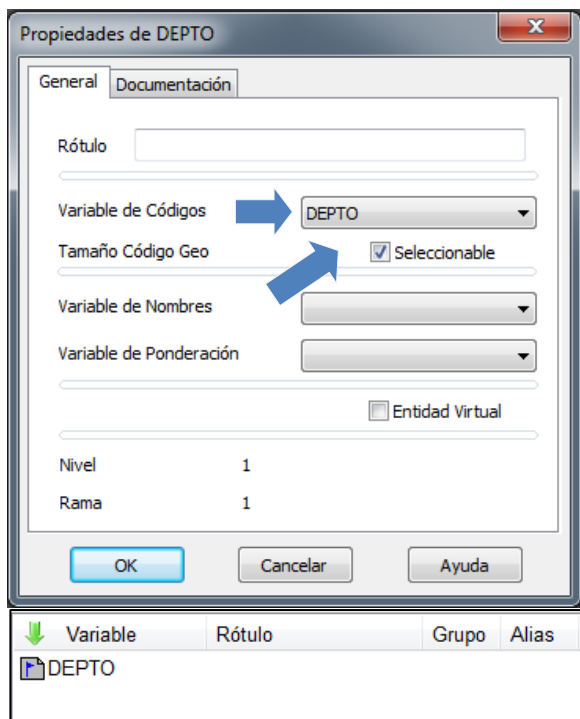 Propiedades de DEPTO
General Documentación
Rótulo
Variable de Códigos DEPTO
Tamaño Código Geo Seleccionable
Variable de Nombres
Variable de Ponderación
Entidad Virtual
Nivel 1
Rama 1
OK Cancelar Ayuda
Variable Rótulo Grupo Alias
DEPTO